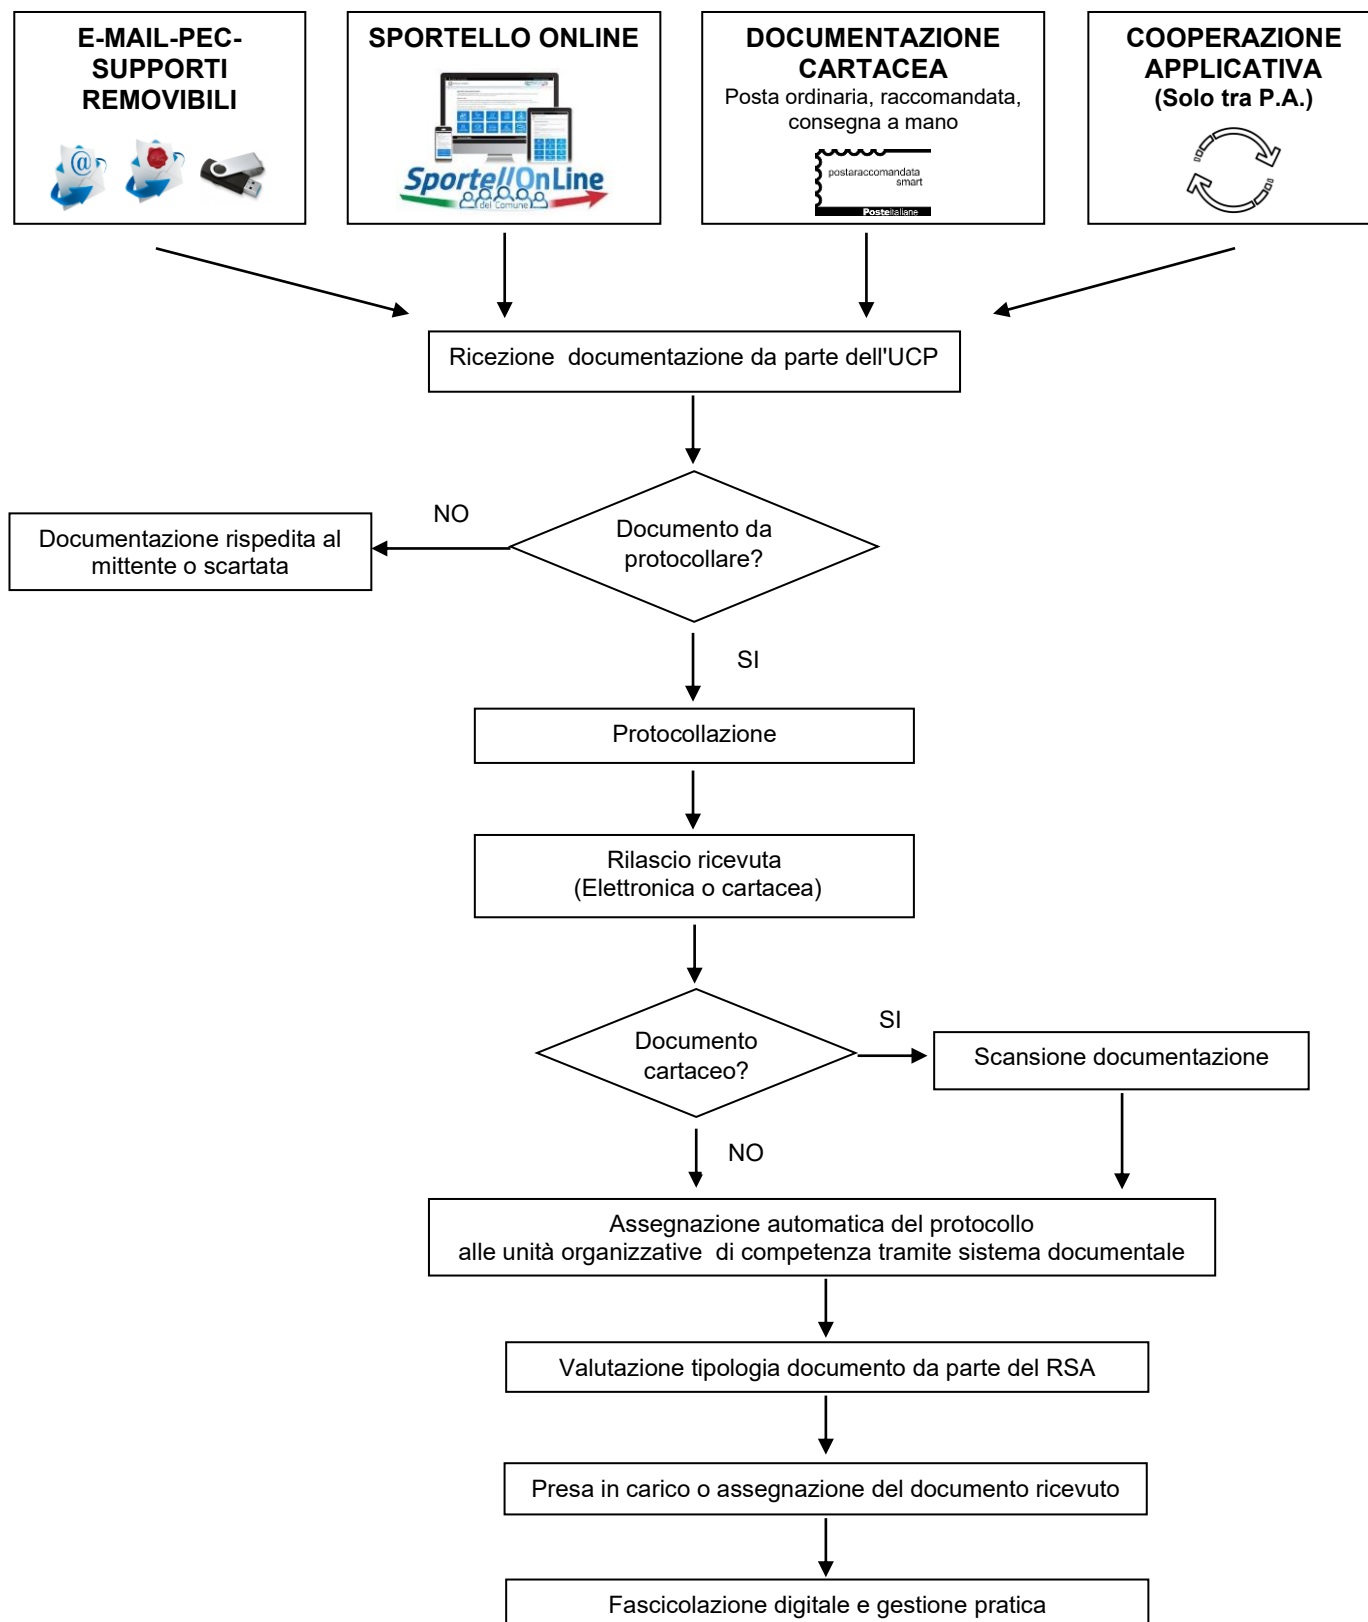 E-MAIL-PEC-
SUPPORTI
REMOVIBILI
@
SPORTELLO ONLINE
SportellOnLine
del Comune
DOCUMENTAZIONE
CARTACEA
Posta ordinaria, raccomandata,
consegna a mano
postaraccomandata
smart
Posteitaliane
COOPERAZIONE
APPLICATIVA
(Solo tra P.A.)
Ricezione documentazione da parte dell'UCP
Documento da
protocollare?
NO
Documentazione rispedita al
mittente o scartata
SI
Protocollazione
Rilascio ricevuta
(Elettronica o cartacea)
Documento
cartaceo?
SI
Scansione documentazione
NO
Assegnazione automatica del protocollo
alle unità organizzative di competenza tramite sistema documentale
Valutazione tipologia documento da parte del RSA
Presa in carico o assegnazione del documento ricevuto
Fascicolazione digitale e gestione pratica